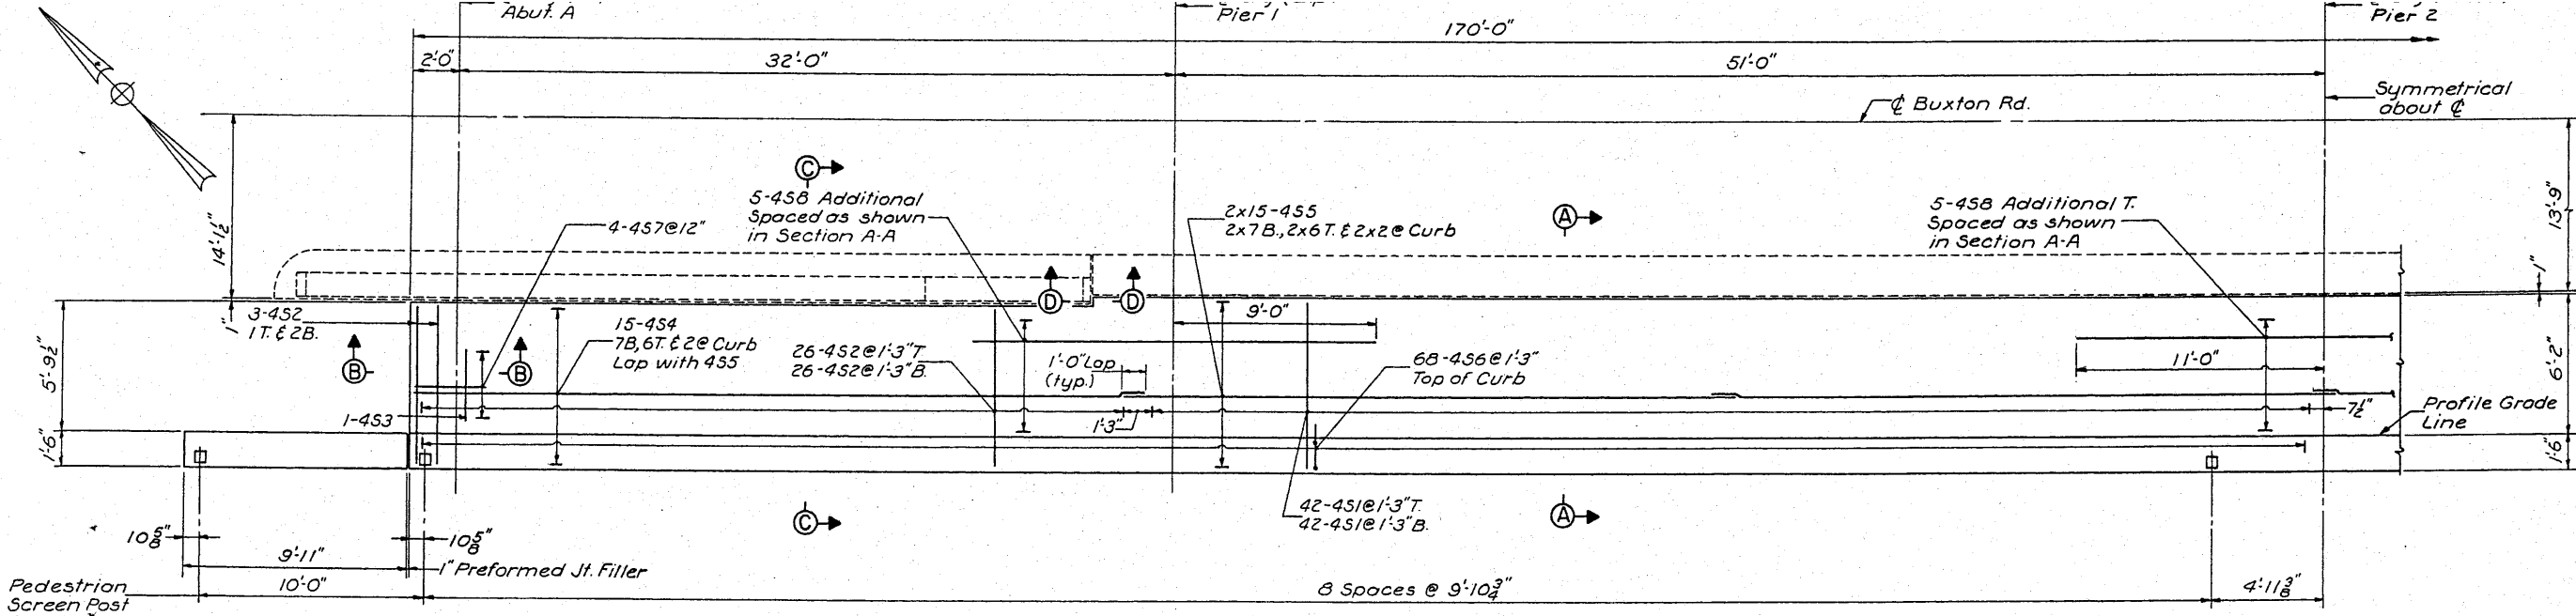 Abut. A
Pier 1
Pier 2
170'-0"
2'-0"
32'-0"
51'-0"
Symmetrical
about ℄
℄ Buxton Rd.
C
A
14'-1½"
13'-9"
1"
5-4S8 Additional
Spaced as shown
in Section A-A
4-4S7@12"
2x15-4S5
2x7B., 2x6T. & 2x2@ Curb
5-4S8 Additional T.
Spaced as shown
in Section A-A
D
D
1"
3-4S2
1T. & 2B.
9'-0"
15-4S4
7B, 6T. & 2@ Curb
Lap with 4S5
26-4S2@1'-3"T
26-4S2@1'-3"B.
1'-0" Lap
(typ.)
68-4S6@1'-3"
Top of Curb
11'-0"
B
B
5'-9½"
6'-2"
1-4S3
1'-3"
7½"
Profile Grade
Line
1'-6"
1'-6"
42-4S1@1'-3"T.
42-4S1@1'-3"B.
C
A
10⅝"
10⅝"
9'-11"
1" Preformed Jt. Filler
10'-0"
8 Spaces @ 9'-10¾"
4'-11⅜"
Pedestrian
Screen Post